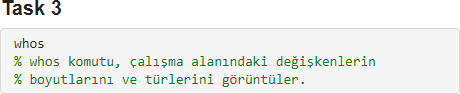 Task 3
whos
% whos komutu, çalışma alanındaki değişkenlerin
% boyutlarını ve türlerini görüntüler.